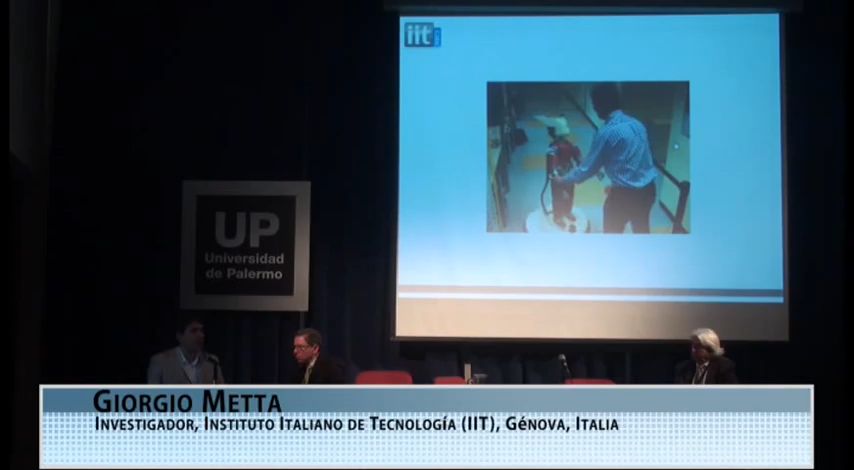 iit
UP
Universidad
de Palermo
GIORGIO METTA
INVESTIGADOR, INSTITUTO ITALIANO DE TECNOLOGÍA (IIT), GÉNOVA, ITALIA